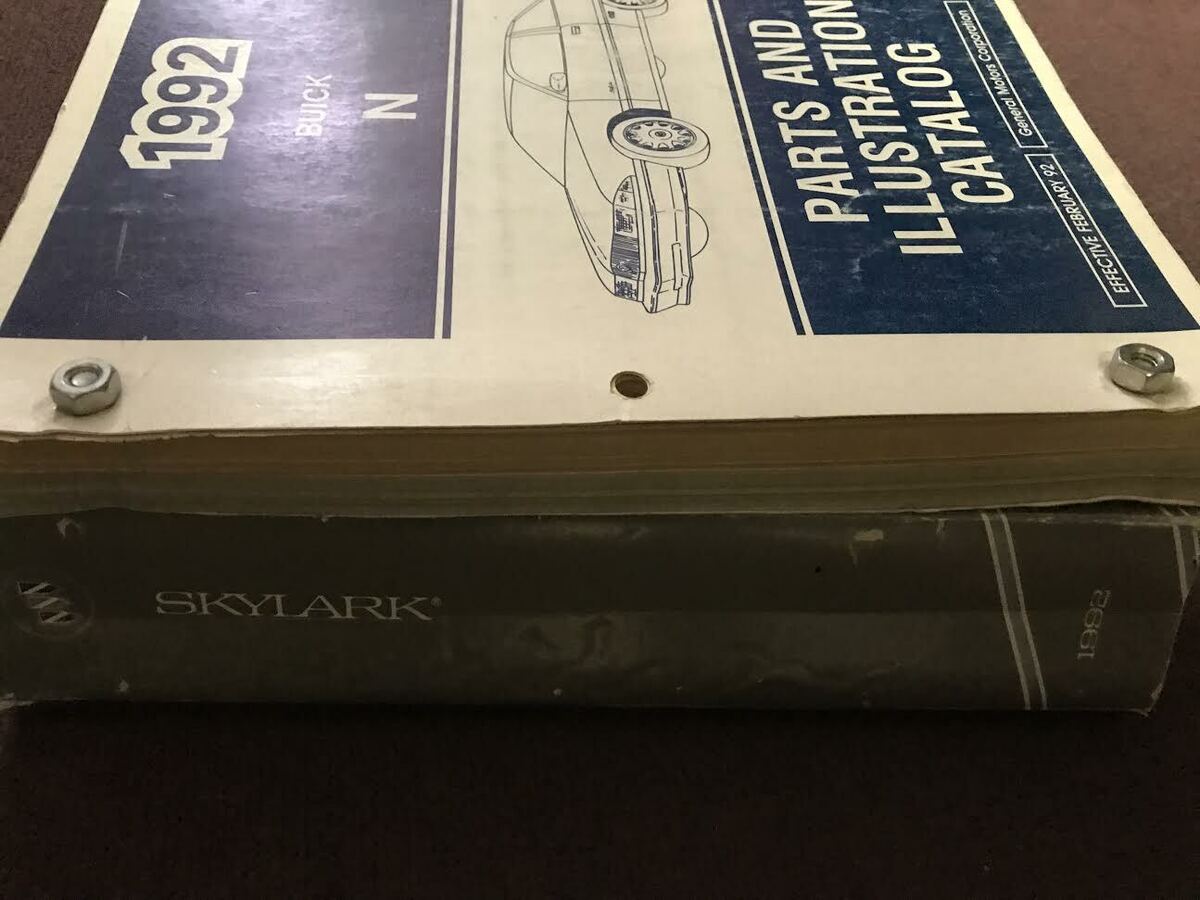 1992
BUICK
N
PARTS AND
ILLUSTRATION
CATALOG
General Motors Corporation
EFFECTIVE FEBRUARY 92
SKYLARK®
1992